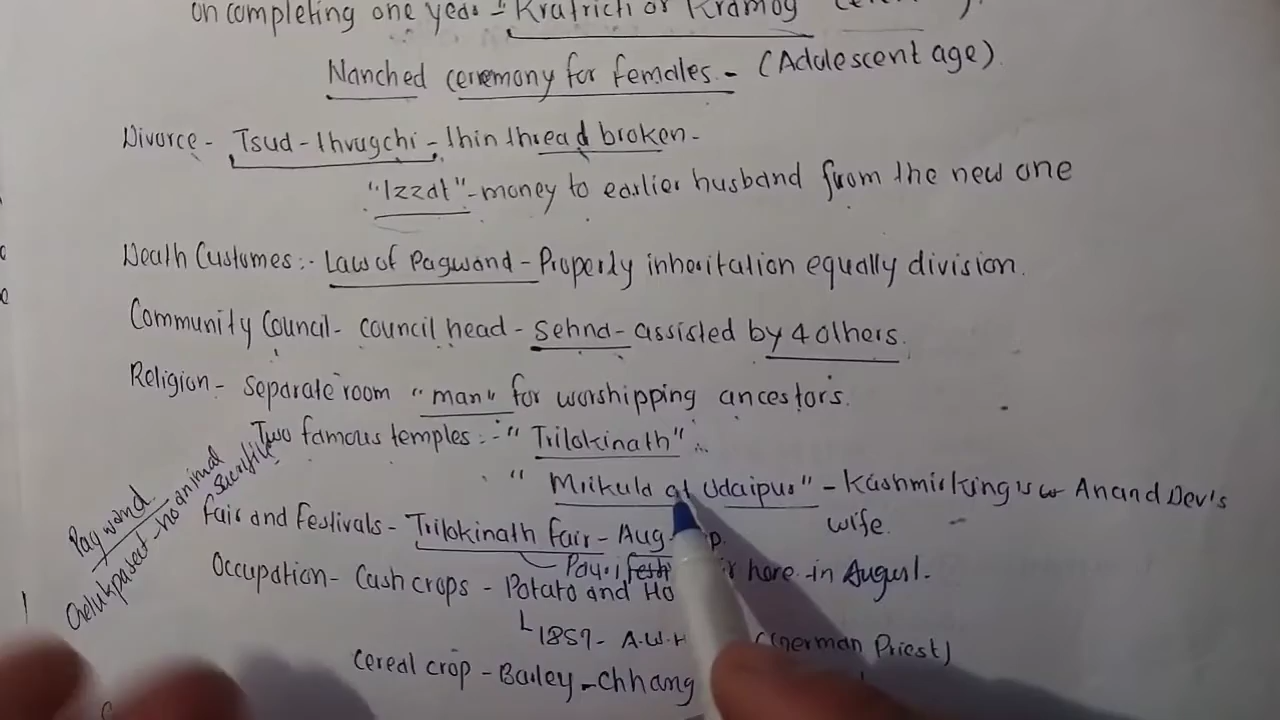 on completing one year - Kratrich or
Nanched ceremony for females - (Adolescent age)
Divorce - Tsud-thrugchi - thin thread broken -
"Izzat" - money to earlier husband from the new one
Death Customes :- Law of Pagwand - Property inheritation equally division.
Community Council - council head - Sehna - assisted by 4 others.
Religion - separate room "man" for worshipping ancestors.
Two famous temples :- "Trilokinath"
" Mrikula at Udaipur" - Kashmir king's Anand Dev's
wife.
Fair and Festivals - Trilokinath Fair - Aug
Pauri here in August.
Occupation - Cash crops - Potato and Ho
1857 - A.W.H (German Priest)
Cereal crop - Barley - Chhang
Pagwand
no animal
Sacrifice